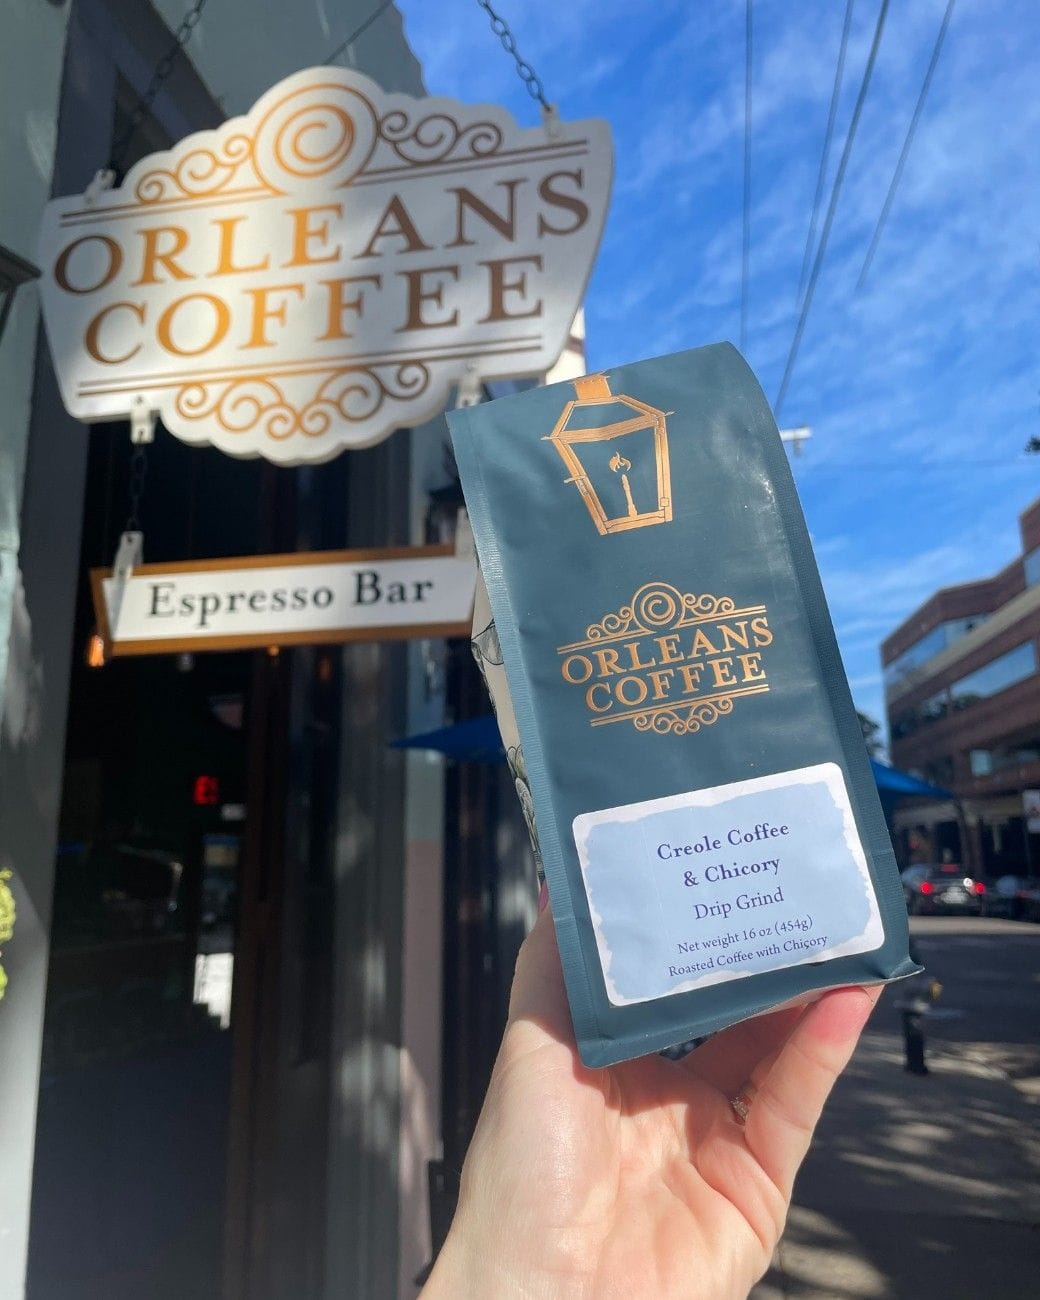 ORLEANS
COFFEE
Espresso Bar
ORLEANS
COFFEE
Creole Coffee
& Chicory
Drip Grind
Net weight 16 oz (454g)
Roasted Coffee with Chicory